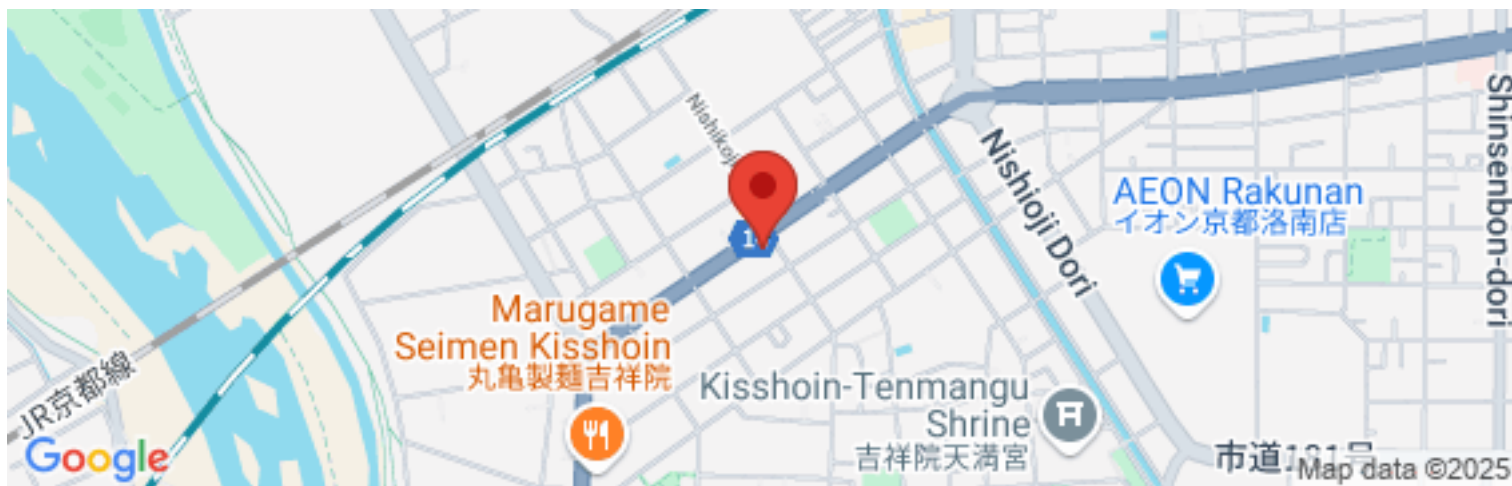 Nishioji Dori
Shinsenbon-dori
AEON Rakunan
イオン京都洛南店
Marugame
Seimen Kisshoin
丸亀製麺吉祥院
Kisshoin-Tenmangu
Shrine
吉祥院天満宮
JR京都線
Google
Map data ©2025